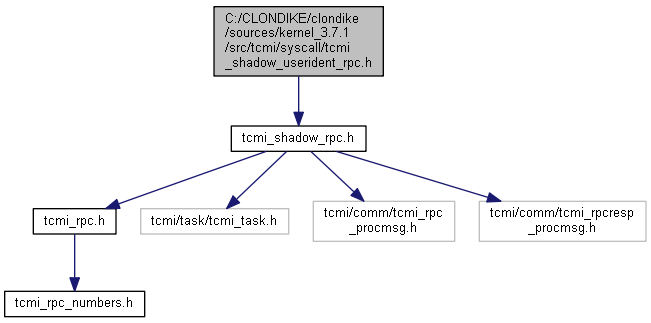 C:/CLONDIKE/clondike
/sources/kernel_3.7.1
/src/tcmi/syscall/tcmi
_shadow_userident_rpc.h
tcmi_shadow_rpc.h
tcmi_rpc.h
tcmi/task/tcmi_task.h
tcmi/comm/tcmi_rpc
_procmsg.h
tcmi/comm/tcmi_rpcresp
_procmsg.h
tcmi_rpc_numbers.h